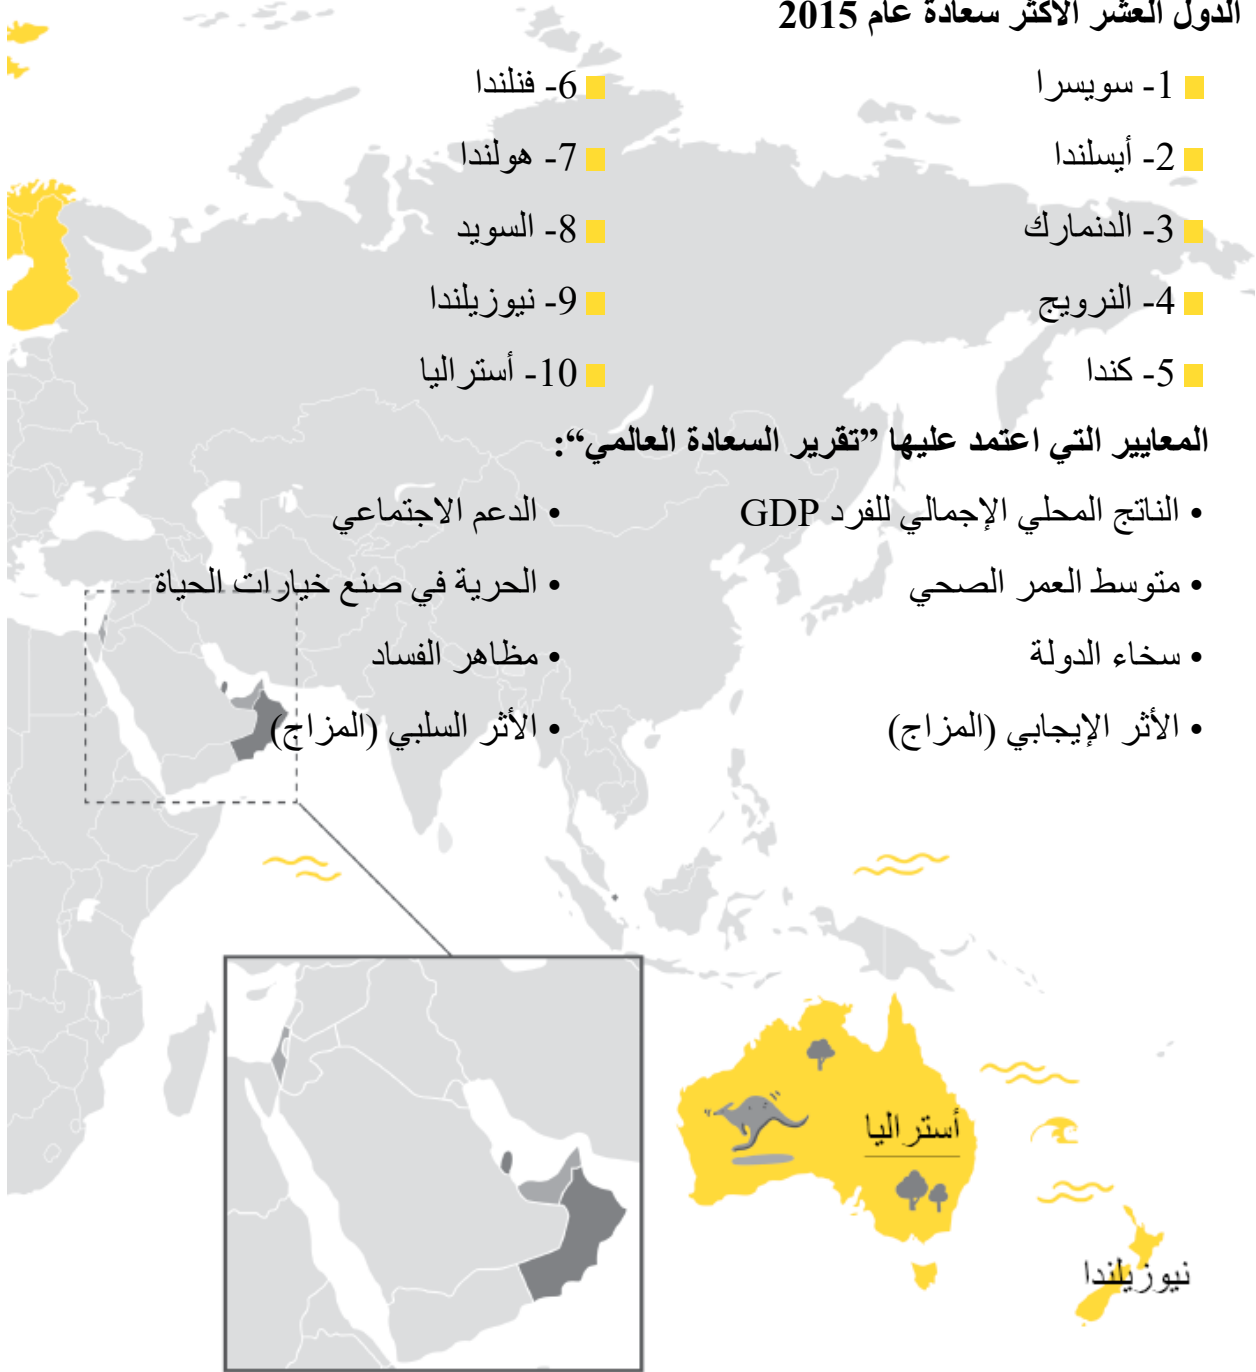 الدول العشر الأكثر سعادة عام 2015
1- سويسرا
2- أيسلندا
3- الدنمارك
4- النرويج
5- كندا
6- فنلندا
7- هولندا
8- السويد
9- نيوزيلندا
10- أستراليا
المعايير التي اعتمد عليها ”تقرير السعادة العالمي“:
• الناتج المحلي الإجمالي للفرد GDP
• الدعم الاجتماعي
• متوسط العمر الصحي
• الحرية في صنع خيارات الحياة
• سخاء الدولة
• مظاهر الفساد
• الأثر الإيجابي (المزاج)
• الأثر السلبي (المزاج)
أستراليا
نيوزيلندا